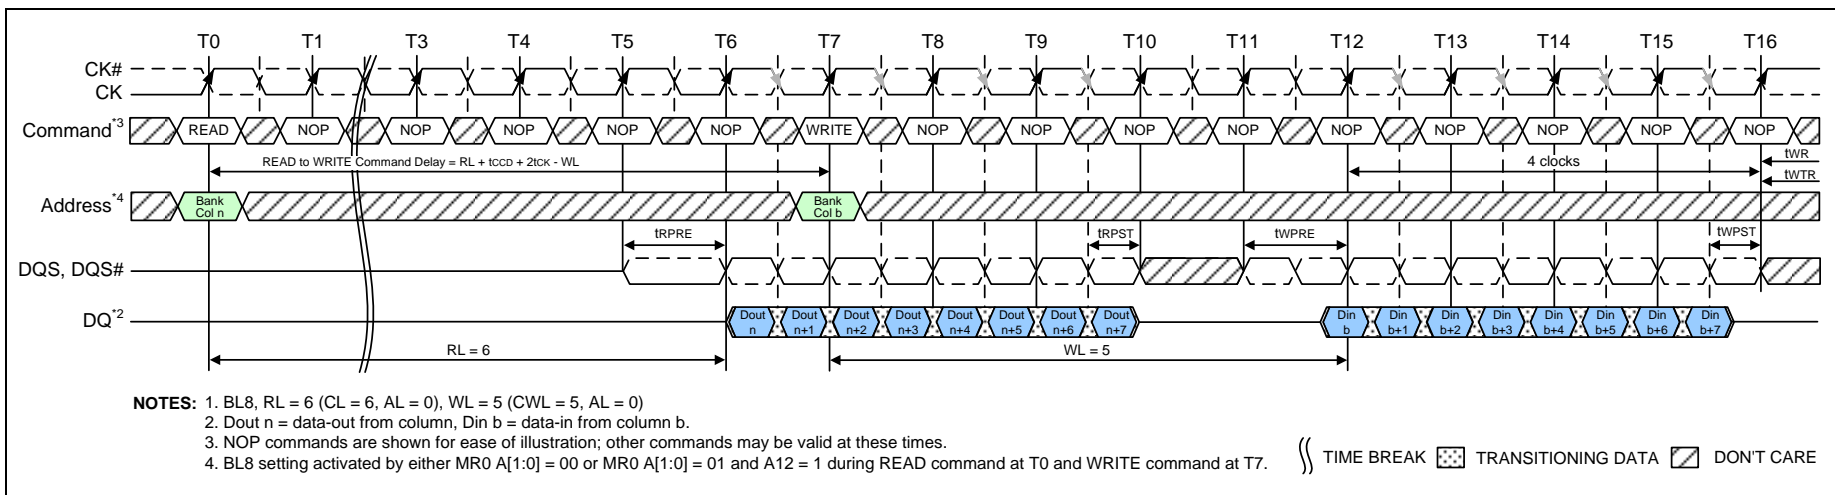 T0 T1 T3 T4 T5 T6 T7 T8 T9 T10 T11 T12 T13 T14 T15 T16
CK#
CK
Command*3 READ NOP NOP NOP NOP NOP WRITE NOP NOP NOP NOP NOP NOP NOP NOP NOP
READ to WRITE Command Delay = RL + tCCD + 2tCK - WL
4 clocks
tWR
tWTR
Address*4
Bank
Col n
Bank
Col b
tRPRE tRPST tWPRE tWPST
DQS, DQS#
DQ*2
Dout n Dout n+1 Dout n+2 Dout n+3 Dout n+4 Dout n+5 Dout n+6 Dout n+7 Din b Din b+1 Din b+2 Din b+3 Din b+4 Din b+5 Din b+6 Din b+7
RL = 6 WL = 5
NOTES: 1. BL8, RL = 6 (CL = 6, AL = 0), WL = 5 (CWL = 5, AL = 0)
2. Dout n = data-out from column, Din b = data-in from column b.
3. NOP commands are shown for ease of illustration; other commands may be valid at these times.
4. BL8 setting activated by either MR0 A[1:0] = 00 or MR0 A[1:0] = 01 and A12 = 1 during READ command at T0 and WRITE command at T7.
TIME BREAK TRANSITIONING DATA DON'T CARE